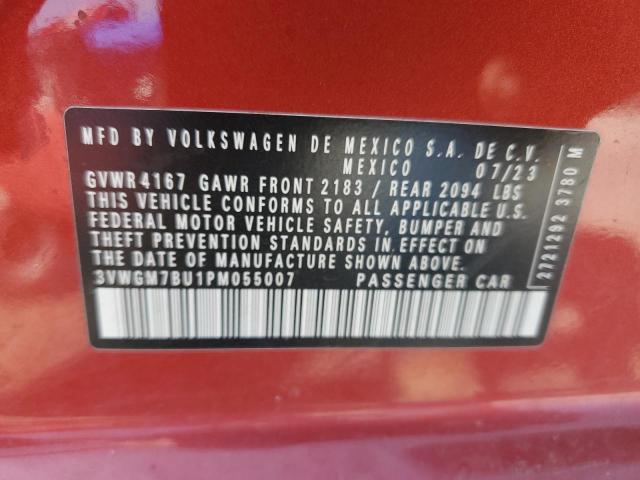 MFD BY VOLKSWAGEN DE MEXICO S.A. DE C.V.
MEXICO 07/23
GVWR 4167 GAWR FRONT 2183 / REAR 2094 LBS
THIS VEHICLE CONFORMS TO ALL APPLICABLE U.S.
FEDERAL MOTOR VEHICLE SAFETY, BUMPER AND
THEFT PREVENTION STANDARDS IN EFFECT ON
THE DATE OF MANUFACTURE SHOWN ABOVE.
3VWGM7BU1PM055007 PASSENGER CAR
2721292 3780 M